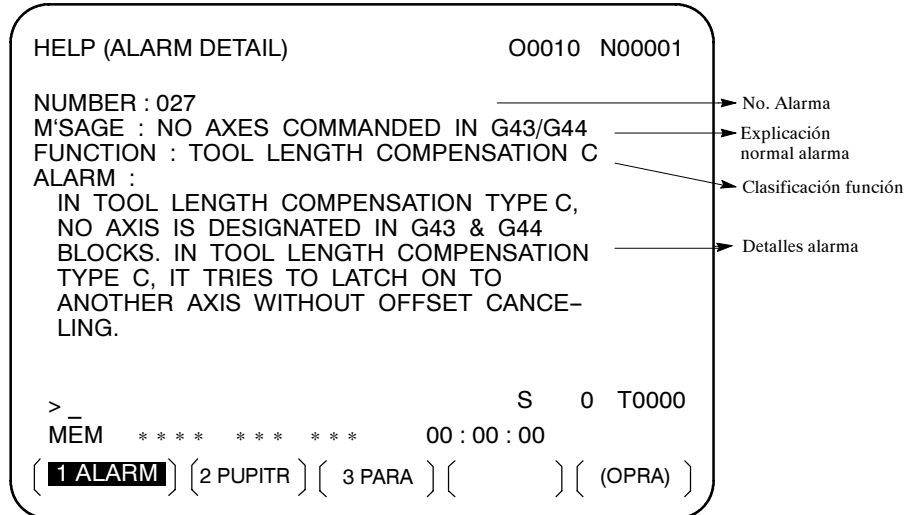 HELP (ALARM DETAIL) O0010 N00001
NUMBER : 027
M‘SAGE : NO AXES COMMANDED IN G43/G44
FUNCTION : TOOL LENGTH COMPENSATION C
ALARM :
IN TOOL LENGTH COMPENSATION TYPE C,
NO AXIS IS DESIGNATED IN G43 & G44
BLOCKS. IN TOOL LENGTH COMPENSATION
TYPE C, IT TRIES TO LATCH ON TO
ANOTHER AXIS WITHOUT OFFSET CANCE–
LING.
No. Alarma
Explicación
normal alarma
Clasificación función
Detalles alarma
>_ S 0 T0000
MEM **** *** *** 00 : 00 : 00
1 ALARM 2 PUPITR 3 PARA (OPRA)